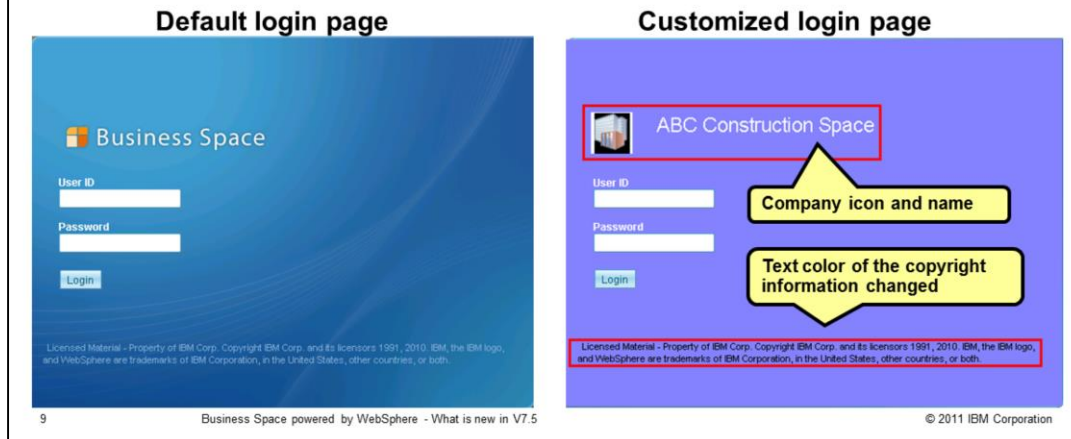 Default login page
Business Space
User ID
Password
Login
Licensed Material - Property of IBM Corp. Copyright IBM Corp. and its licensors 1991, 2010. IBM, the IBM logo,
and WebSphere are trademarks of IBM Corporation, in the United States, other countries, or both.
Customized login page
ABC Construction Space
Company icon and name
User ID
Password
Login
Text color of the copyright
information changed
Licensed Material - Property of IBM Corp. Copyright IBM Corp. and its licensors 1991, 2010. IBM, the IBM logo,
and WebSphere are trademarks of IBM Corporation, in the United States, other countries, or both.
9
Business Space powered by WebSphere - What is new in V7.5
© 2011 IBM Corporation